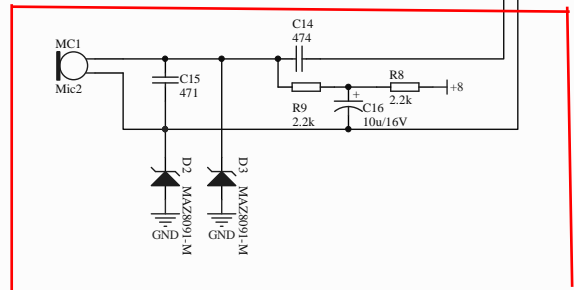 C14
474
MC1
Mic2
C15
471
R8
2.2k
+8
R9
2.2k
+
C16
10u/16V
D2 MAZ8091-M
D3 MAZ8091-M
GND
GND